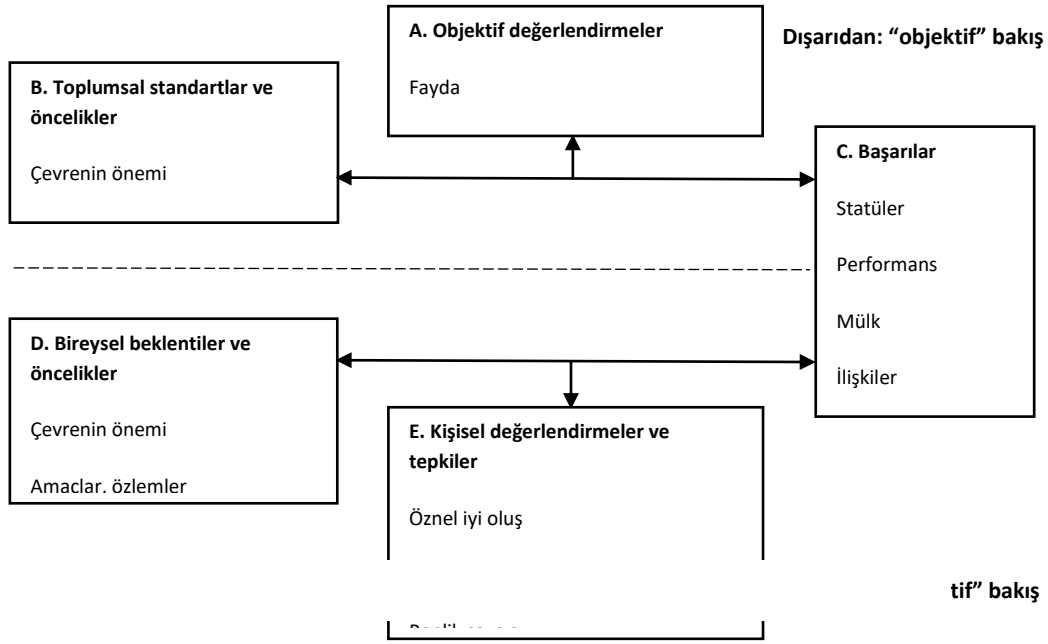 A. Objektif değerlendirmeler
Fayda
Dışarıdan: “objektif” bakış
B. Toplumsal standartlar ve
öncelikler
Çevrenin önemi
C. Başarılar
Statüler
Performans
Mülk
İlişkiler
D. Bireysel beklentiler ve
öncelikler
Çevrenin önemi
Amaclar. özlemler
E. Kişisel değerlendirmeler ve
tepkiler
Öznel iyi oluş
tif” bakış